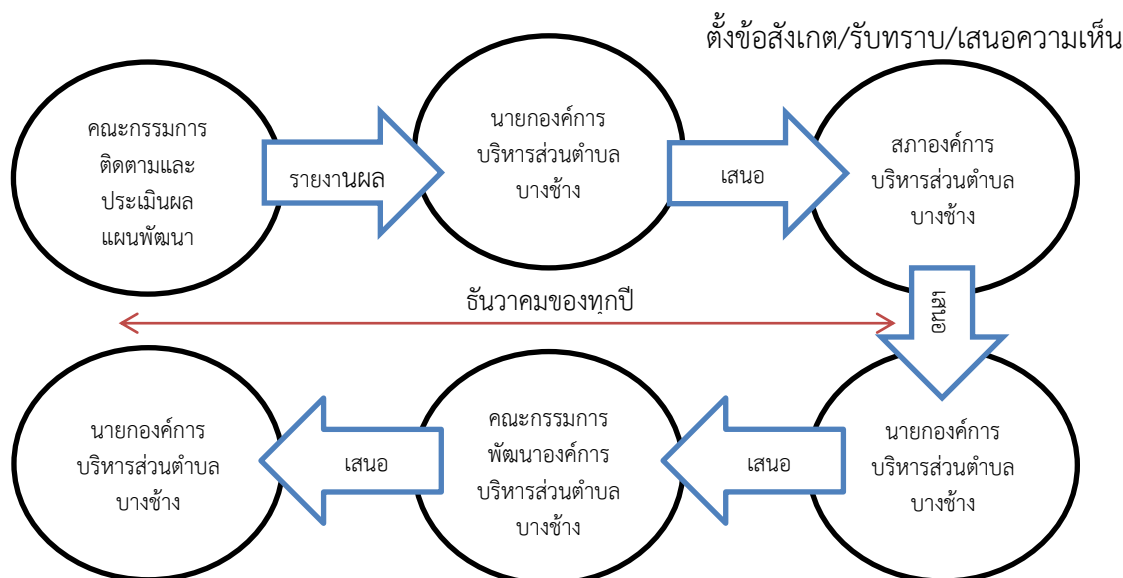 ตั้งข้อสังเกต/รับทราบ/เสนอความเห็น
คณะกรรมการ
ติดตามและ
ประเมินผล
แผนพัฒนา
รายงานผล
นายกองค์การ
บริหารส่วนตำบล
บางช้าง
เสนอ
สภาองค์การ
บริหารส่วนตำบล
บางช้าง
เสนอ
ธันวาคมของทุกปี
นายกองค์การ
บริหารส่วนตำบล
บางช้าง
เสนอ
คณะกรรมการ
พัฒนาองค์การ
บริหารส่วนตำบล
บางช้าง
เสนอ
นายกองค์การ
บริหารส่วนตำบล
บางช้าง